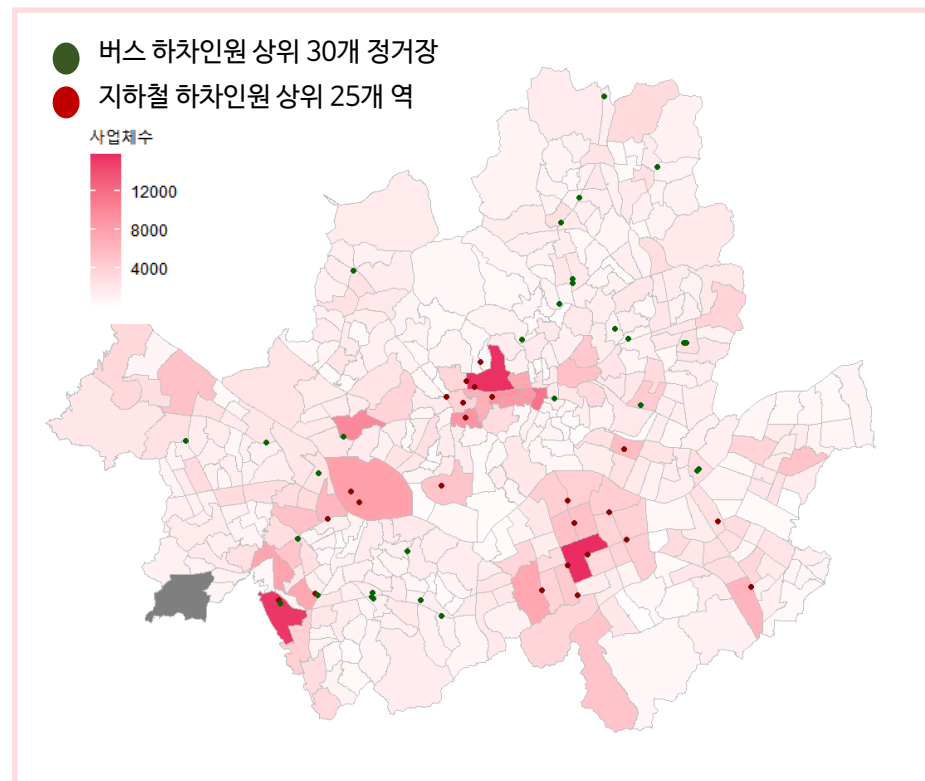 버스 하차인원 상위 30개 정거장
지하철 하차인원 상위 25개 역
사업체수
12000
8000
4000